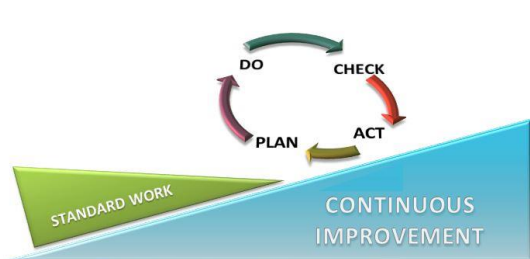 DO
CHECK
PLAN
ACT
STANDARD WORK
CONTINUOUS
IMPROVEMENT